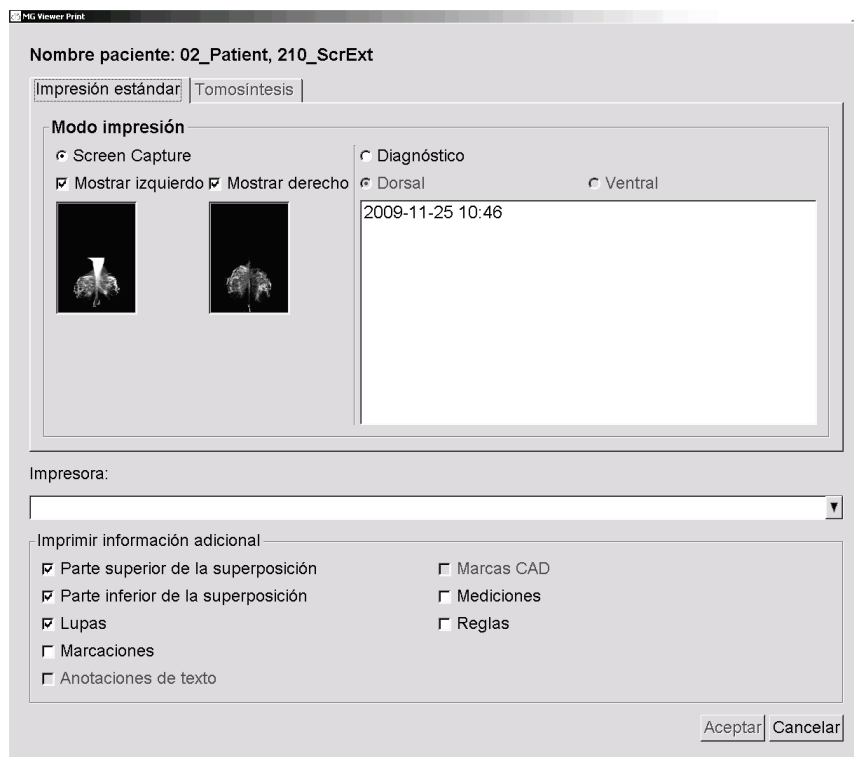 MG Viewer Print
Nombre paciente: 02_Patient, 210_ScrExt
Impresión estándar Tomosíntesis
Modo impresión
Screen Capture
Mostrar izquierdo Mostrar derecho
Diagnóstico
Dorsal Ventral
2009-11-25 10:46
Impresora:
Imprimir información adicional
Parte superior de la superposición
Parte inferior de la superposición
Lupas
Marcaciones
Anotaciones de texto
Marcas CAD
Mediciones
Reglas
Aceptar Cancelar